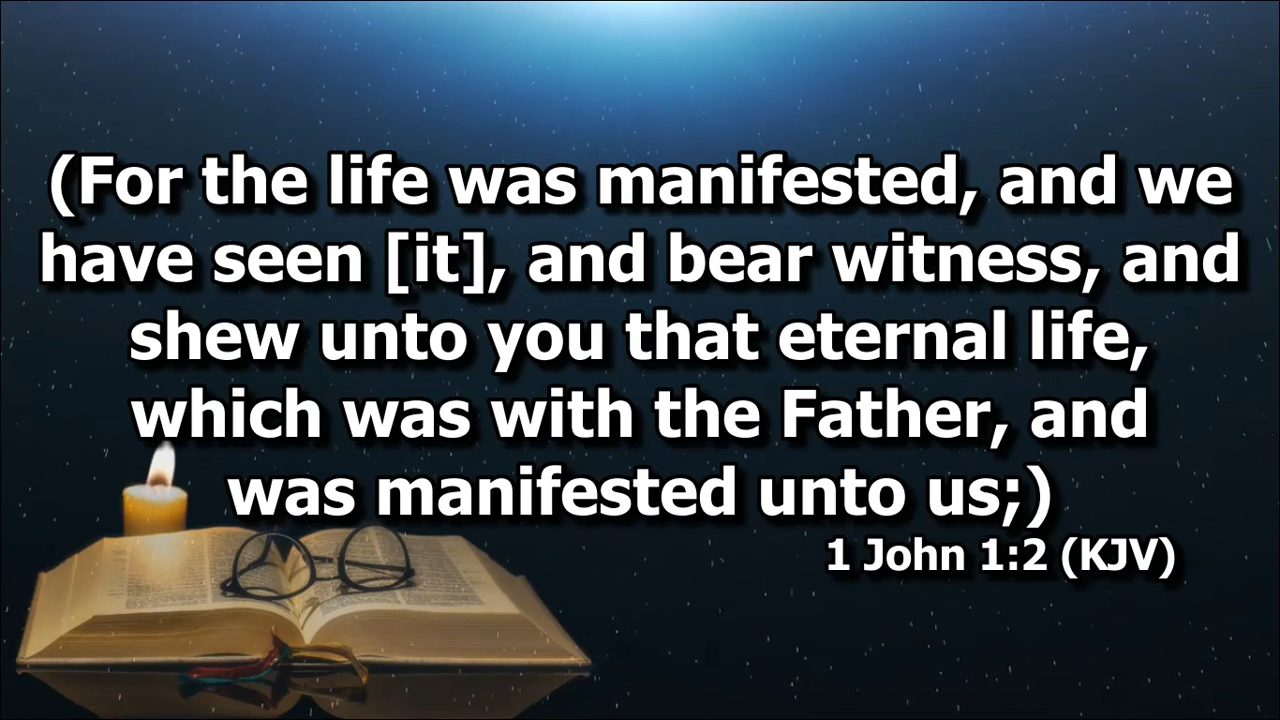 (For the life was manifested, and we
have seen [it], and bear witness, and
shew unto you that eternal life,
which was with the Father, and
was manifested unto us;)
1 John 1:2 (KJV)